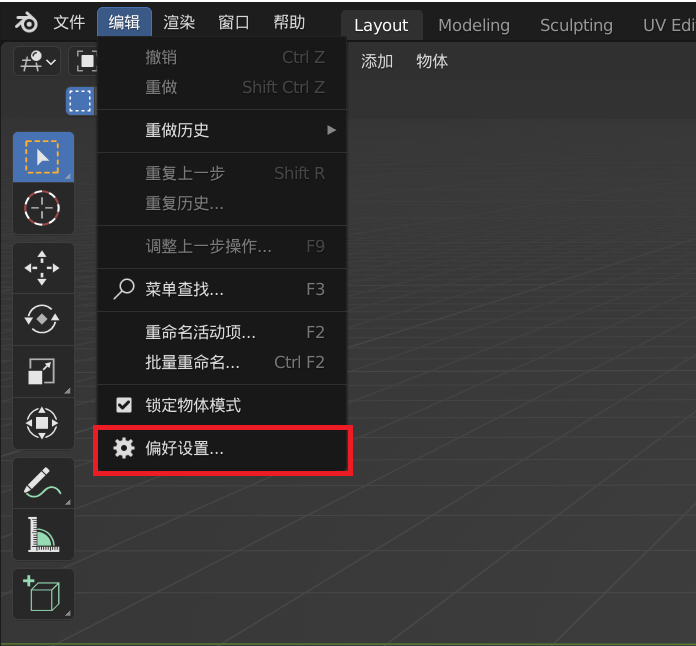 文件 编辑 渲染 窗口 帮助 Layout Modeling Sculpting UV Edi
添加 物体
撤销 Ctrl Z
重做 Shift Ctrl Z
重做历史
重复上一步 Shift R
重复历史...
调整上一步操作... F9
菜单查找... F3
重命名活动项... F2
批量重命名... Ctrl F2
锁定物体模式
偏好设置...